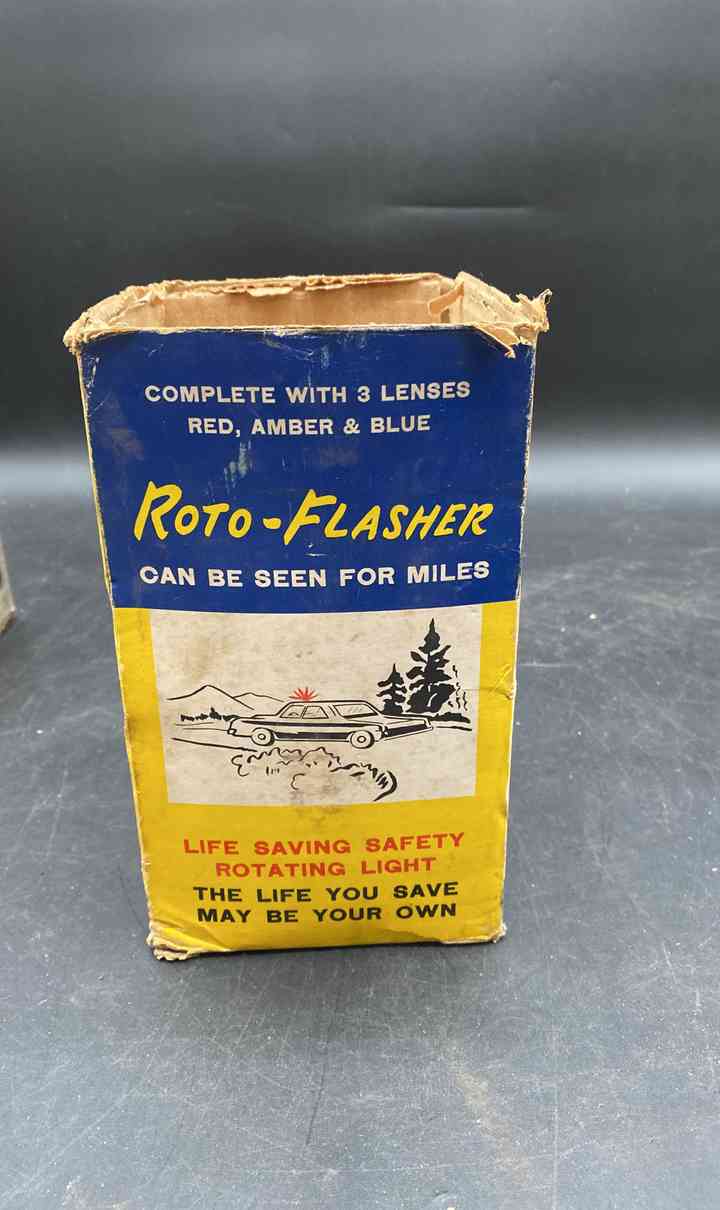 COMPLETE WITH 3 LENSES
RED, AMBER & BLUE
ROTO-FLASHER
CAN BE SEEN FOR MILES
LIFE SAVING SAFETY
ROTATING LIGHT
THE LIFE YOU SAVE
MAY BE YOUR OWN